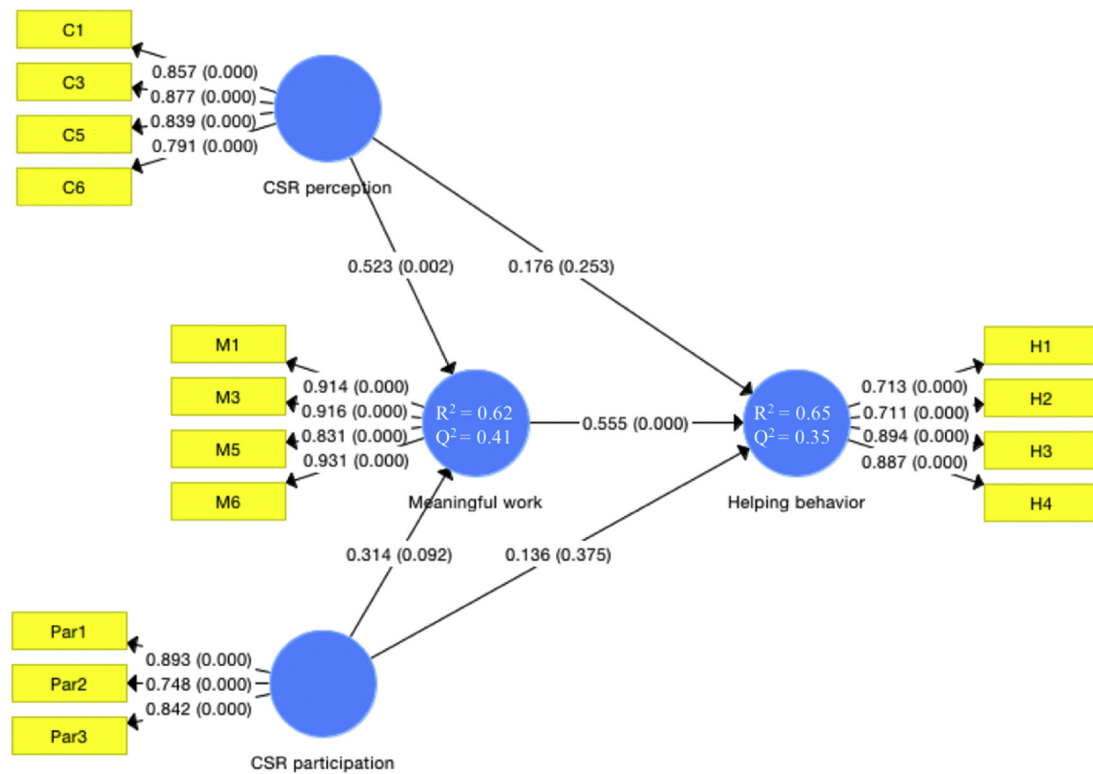 C1
C3
C5
C6
0.857 (0.000)
0.877 (0.000)
0.839 (0.000)
0.791 (0.000)
CSR perception
0.523 (0.002)
0.176 (0.253)
M1
M3
M5
M6
0.914 (0.000)
0.916 (0.000)
0.831 (0.000)
0.931 (0.000)
R² = 0.62
Q² = 0.41
Meaningful work
0.555 (0.000)
R² = 0.65
Q² = 0.35
Helping behavior
0.713 (0.000)
0.711 (0.000)
0.894 (0.000)
0.887 (0.000)
H1
H2
H3
H4
0.314 (0.092)
0.136 (0.375)
Par1
Par2
Par3
0.893 (0.000)
0.748 (0.000)
0.842 (0.000)
CSR participation